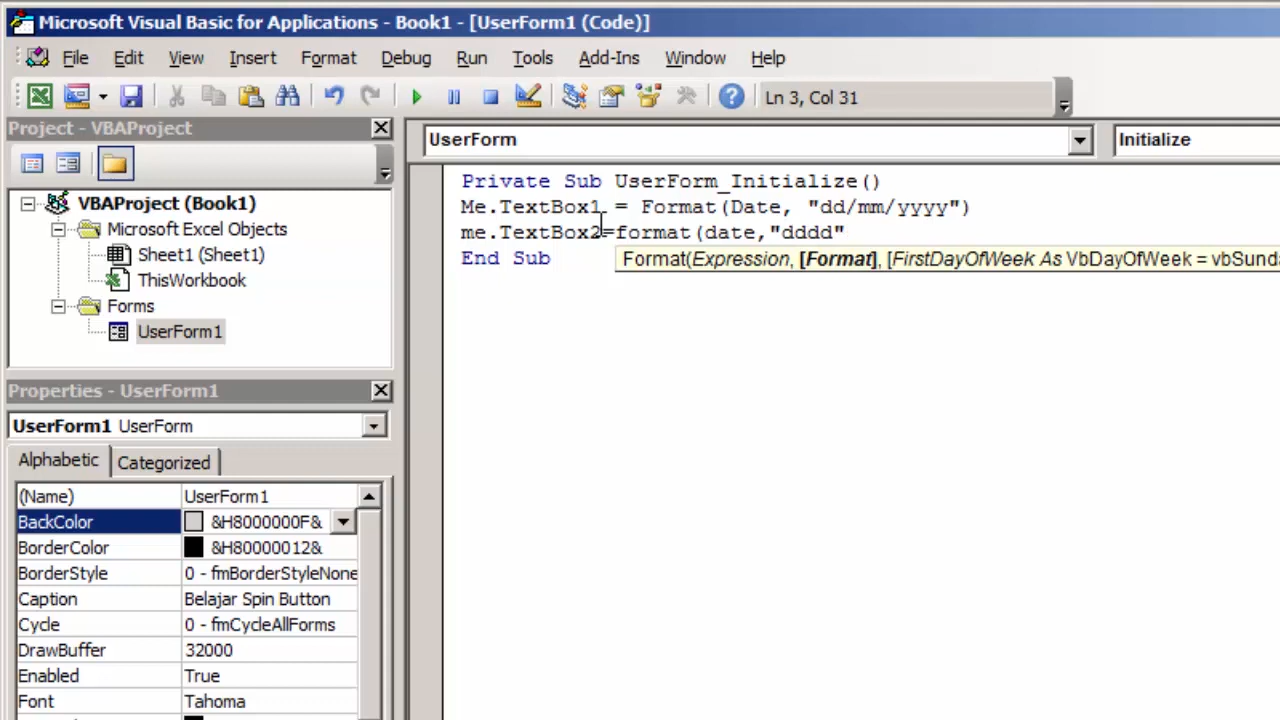 Microsoft Visual Basic for Applications - Book1 - [UserForm1 (Code)]
File Edit View Insert Format Debug Run Tools Add-Ins Window Help
Ln 3, Col 31
Project - VBAProject
VBAProject (Book1)
Microsoft Excel Objects
Sheet1 (Sheet1)
ThisWorkbook
Forms
UserForm1
Properties - UserForm1
UserForm1 UserForm
Alphabetic Categorized
(Name) UserForm1
BackColor &H8000000F&
BorderColor &H80000012&
BorderStyle 0 - fmBorderStyleNone
Caption Belajar Spin Button
Cycle 0 - fmCycleAllForms
DrawBuffer 32000
Enabled True
Font Tahoma
UserForm Initialize
Private Sub UserForm_Initialize()
Me.TextBox1 = Format(Date, "dd/mm/yyyy")
me.TextBox2=format(date,"dddd"
End Sub
Format(Expression, [Format], [FirstDayOfWeek As VbDayOfWeek = vbSunda